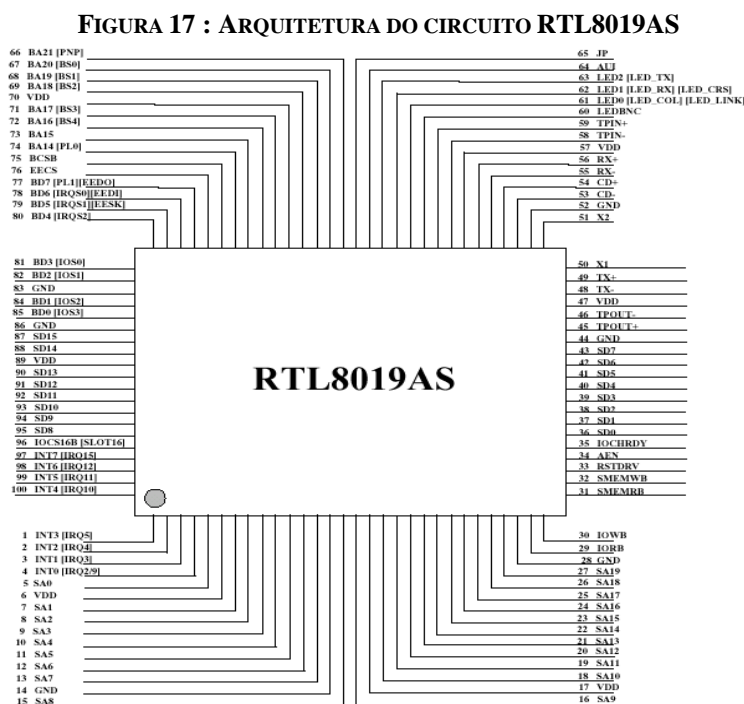 FIGURA 17 : ARQUITETURA DO CIRCUITO RTL8019AS
66 BA21 [PNP]
67 BA20 [BS0]
68 BA19 [BS1]
69 BA18 [BS2]
70 VDD
71 BA17 [BS3]
72 BA16 [BS4]
73 BA15
74 BA14 [PL0]
75 BCSB
76 EECS
77 BD7 [PL1][EEDO]
78 BD6 [IRQS0][EEDI]
79 BD5 [IRQS1][EESK]
80 BD4 [IRQS2]
65 JP
64 AUI
63 LED2 [LED_TX]
62 LED1 [LED_RX] [LED_CRS]
61 LED0 [LED_COL] [LED_LINK]
60 LEDBNC
59 TPIN+
58 TPIN-
57 VDD
56 RX+
55 RX-
54 CD+
53 CD-
52 GND
51 X2
81 BD3 [IOS0]
82 BD2 [IOS1]
83 GND
84 BD1 [IOS2]
85 BD0 [IOS3]
86 GND
87 SD15
88 SD14
89 VDD
90 SD13
91 SD12
92 SD11
93 SD10
94 SD9
95 SD8
96 IOCS16B [SLOT16]
97 INT7 [IRQ15]
98 INT6 [IRQ12]
99 INT5 [IRQ11]
100 INT4 [IRQ10]
RTL8019AS
50 X1
49 TX+
48 TX-
47 VDD
46 TPOUT-
45 TPOUT+
44 GND
43 SD7
42 SD6
41 SD5
40 SD4
39 SD3
38 SD2
37 SD1
36 SD0
35 IOCHRDY
34 AEN
33 RSTDRV
32 SMEMWB
31 SMEMRB
1 INT3 [IRQ5]
2 INT2 [IRQ4]
3 INT1 [IRQ3]
4 INT0 [IRQ2/9]
5 SA0
6 VDD
7 SA1
8 SA2
9 SA3
10 SA4
11 SA5
12 SA6
13 SA7
14 GND
15 SA8
30 IOWB
29 IORB
28 GND
27 SA19
26 SA18
25 SA17
24 SA16
23 SA15
22 SA14
21 SA13
20 SA12
19 SA11
18 SA10
17 VDD
16 SA9